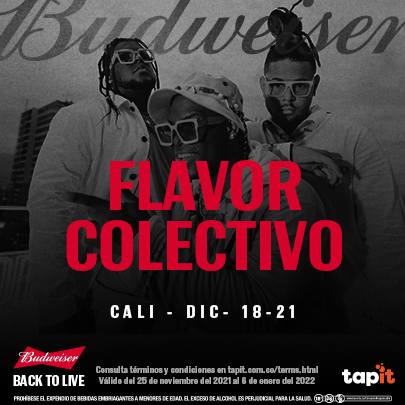 Budweiser
FLAVOR
COLECTIVO
CALI - DIC- 18-21
Budweiser
BACK TO LIVE
Consulta términos y condiciones en tapit.com.co/terms.html
Válido del 25 de noviembre del 2021 al 6 de enero del 2022
tapit
PROHÍBESE EL EXPENDIO DE BEBIDAS EMBRIAGANTES A MENORES DE EDAD. EL EXCESO DE ALCOHOL ES PERJUDICIAL PARA LA SALUD.